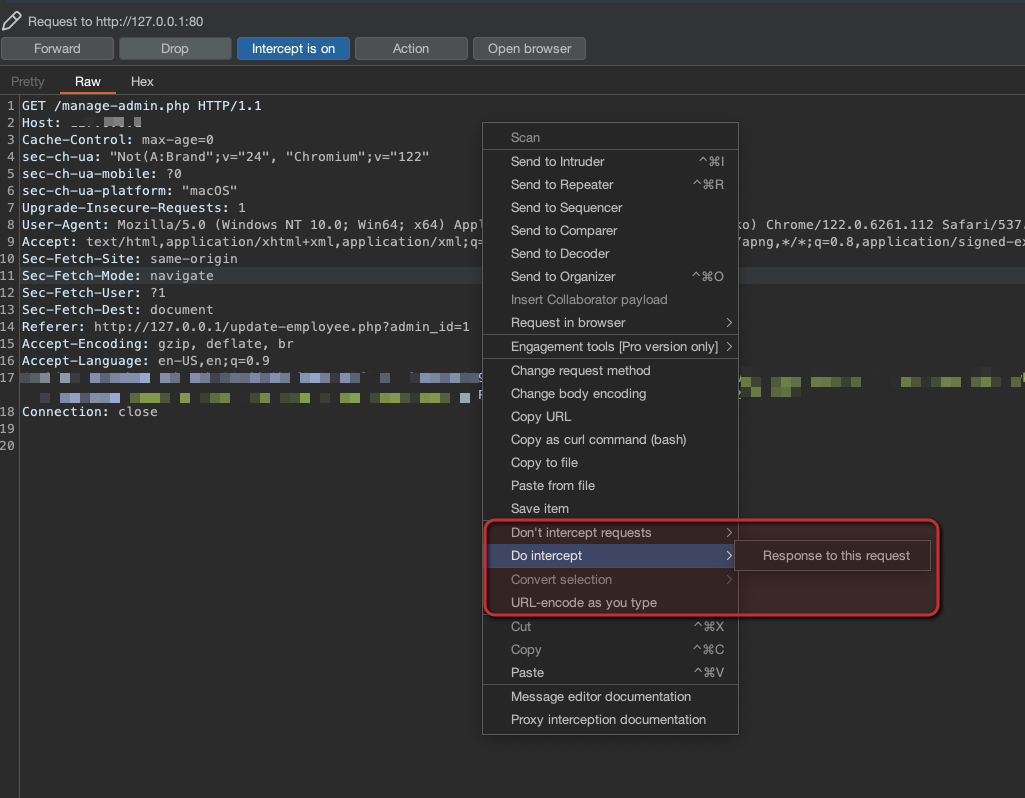 Request to http://127.0.0.1:80
Forward Drop Intercept is on Action Open browser
Pretty Raw Hex
1 GET /manage-admin.php HTTP/1.1
2 Host:
3 Cache-Control: max-age=0
4 sec-ch-ua: "Not(A:Brand";v="24", "Chromium";v="122"
5 sec-ch-ua-mobile: ?0
6 sec-ch-ua-platform: "macOS"
7 Upgrade-Insecure-Requests: 1
8 User-Agent: Mozilla/5.0 (Windows NT 10.0; Win64; x64) Appl o) Chrome/122.0.6261.112 Safari/537.
9 Accept: text/html,application/xhtml+xml,application/xml;q= /apng,*/*;q=0.8,application/signed-ex
10 Sec-Fetch-Site: same-origin
11 Sec-Fetch-Mode: navigate
12 Sec-Fetch-User: ?1
13 Sec-Fetch-Dest: document
14 Referer: http://127.0.0.1/update-employee.php?admin_id=1
15 Accept-Encoding: gzip, deflate, br
16 Accept-Language: en-US,en;q=0.9
17
18 Connection: close
19
20
Scan
Send to Intruder ^⌘I
Send to Repeater ^⌘R
Send to Sequencer
Send to Comparer
Send to Decoder
Send to Organizer ^⌘O
Insert Collaborator payload
Request in browser >
Engagement tools [Pro version only] >
Change request method
Change body encoding
Copy URL
Copy as curl command (bash)
Copy to file
Paste from file
Save item
Don't intercept requests >
Do intercept > Response to this request
Convert selection >
URL-encode as you type
Cut ^⌘X
Copy ^⌘C
Paste ^⌘V
Message editor documentation
Proxy interception documentation